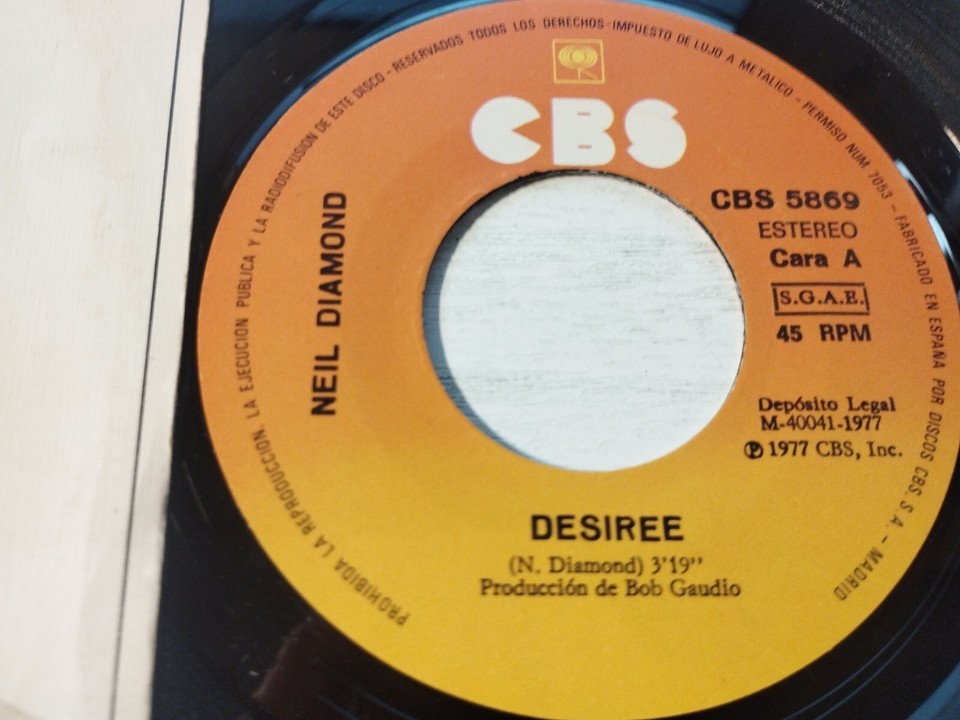 PROHIBIDA LA REPRODUCCION, LA EJECUCION PUBLICA Y LA RADIODIFUSION DE ESTE DISCO - RESERVADOS TODOS LOS DERECHOS - IMPUESTO DE LUJO A METALICO - PERMISO NUM. 7053 - FABRICADO EN ESPAÑA POR DISCOS CBS. S.A. - MADRID
CBS
NEIL DIAMOND
CBS 5869
ESTEREO
Cara A
S.G.A.E.
45 RPM
Depósito Legal
M-40041-1977
Ⓟ 1977 CBS, Inc.
DESIREE
(N. Diamond) 3'19''
Producción de Bob Gaudio